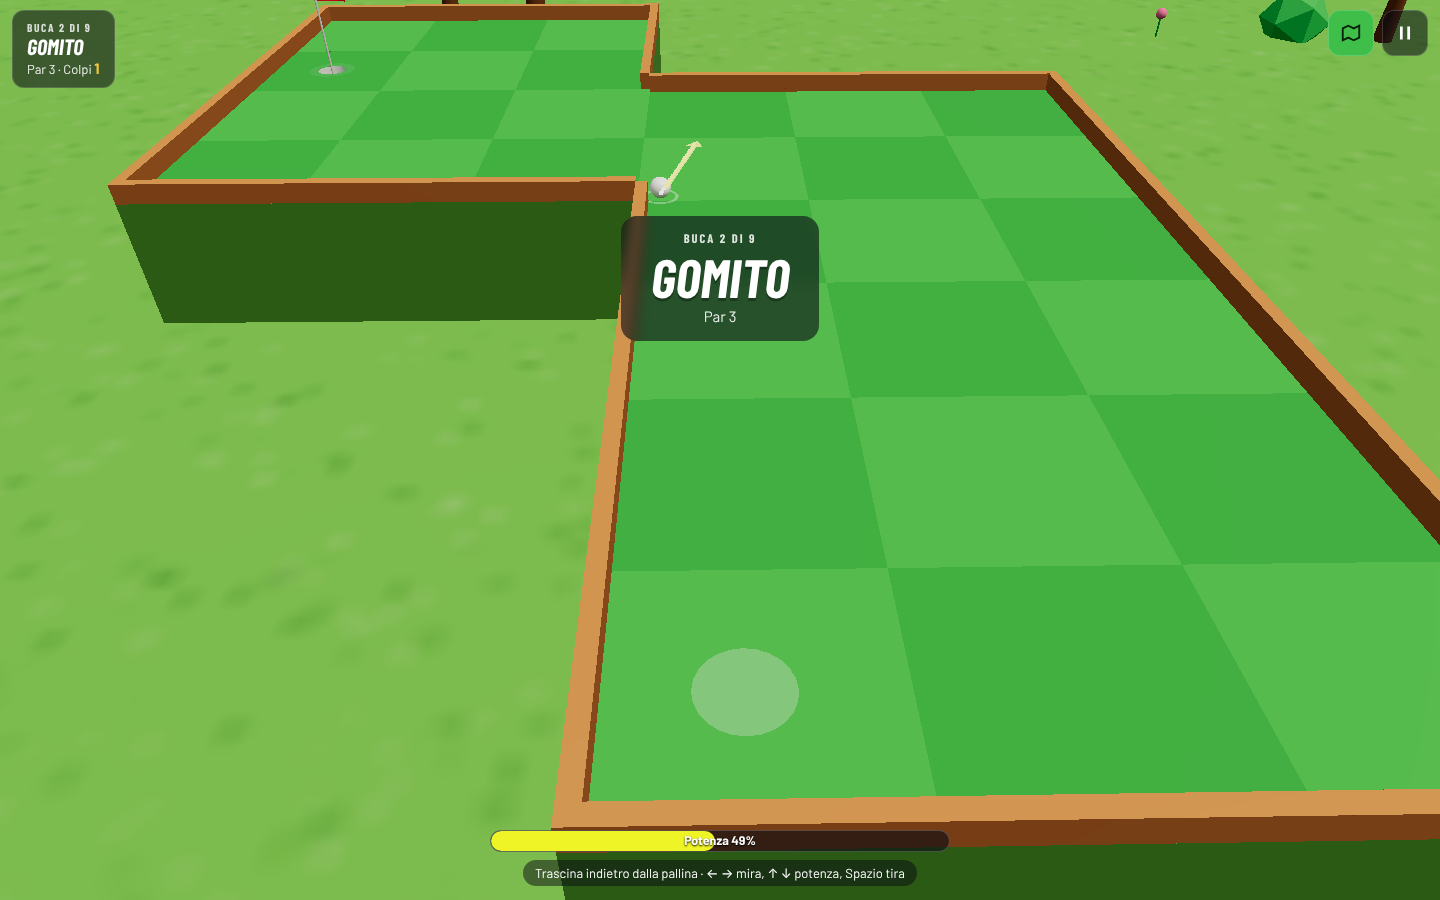 BUCA 2 DI 9
GOMITO
Par 3 · Colpi 1
BUCA 2 DI 9
GOMITO
Par 3
Potenza 49%
Trascina indietro dalla pallina · ← → mira, ↑ ↓ potenza, Spazio tira